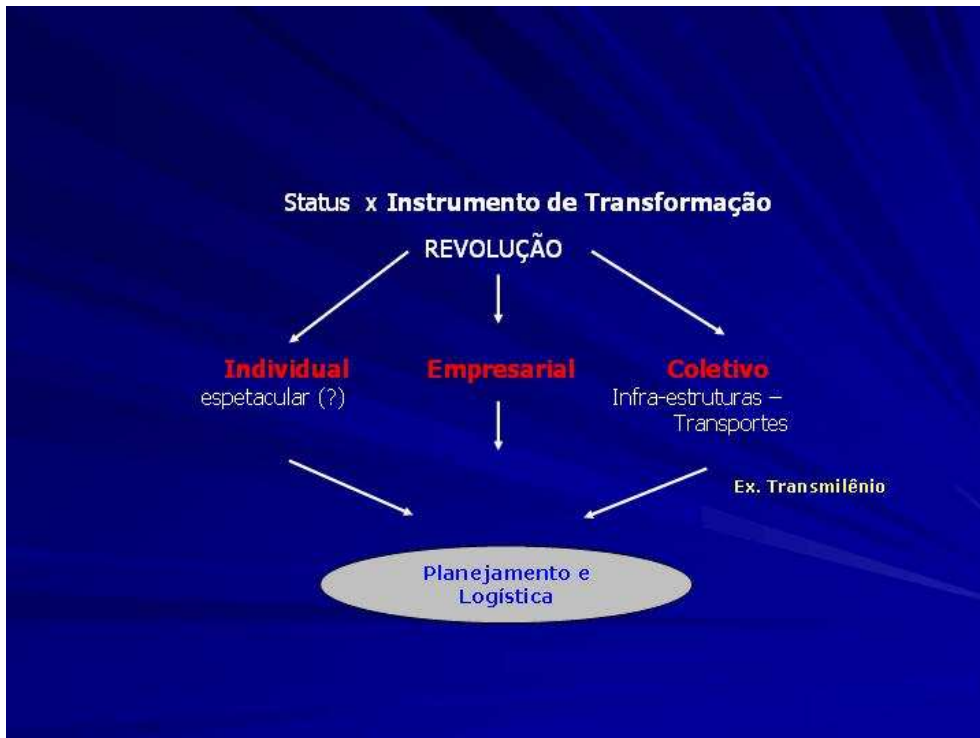 Status x Instrumento de Transformação
REVOLUÇÃO
Individual
espetacular (?)
Empresarial
Coletivo
Infra-estruturas –
Transportes
Ex. Transmilênio
Planejamento e
Logística